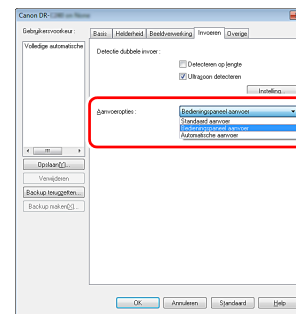 Canon DR-
Gebruikersvoorkeur :
Volledige automatische
Opslaan(Y)...
Verwijderen
Backup terugzetten...
Backup maken(X)...
Basis
Helderheid
Beeldverwerking
Invoeren
Overige
Detectie dubbele invoer :
Detecteren op lengte
Ultrasoon detecteren
Instelling...
Aanvoeropties :
Bedieningspaneel aanvoer
Standaard aanvoer
Bedieningspaneel aanvoer
Automatische aanvoer
OK
Annuleren
Standaard
Help